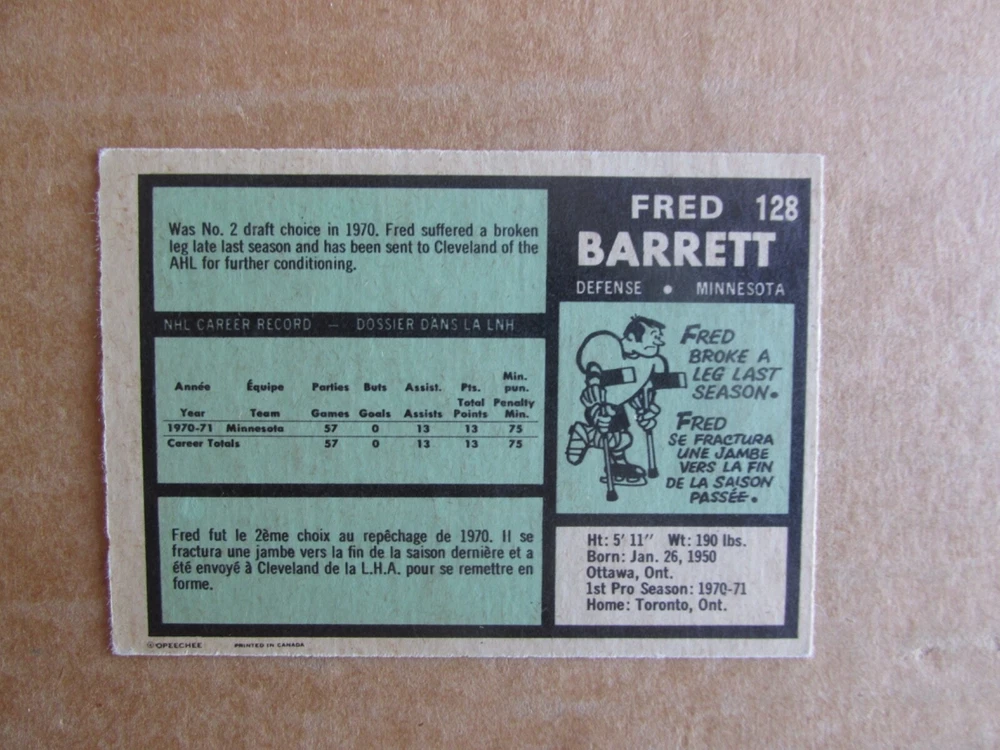 Was No. 2 draft choice in 1970. Fred suffered a broken
leg late last season and has been sent to Cleveland of the
AHL for further conditioning.
NHL CAREER RECORD — DOSSIER DANS LA LNH
Année Équipe Parties Buts Assist. Pts. Min. pun.
Year Team Games Goals Assists Total Points Penalty Min.
1970-71 Minnesota 57 0 13 13 75
Career Totals 57 0 13 13 75
Fred fut le 2ème choix au repêchage de 1970. Il se
fractura une jambe vers la fin de la saison dernière et a
été envoyé à Cleveland de la L.H.A. pour se remettre en
forme.
FRED 128
BARRETT
DEFENSE • MINNESOTA
FRED
BROKE A
LEG LAST
SEASON.
FRED
SE FRACTURA
UNE JAMBE
VERS LA FIN
DE LA SAISON
PASSÉE.
Ht: 5' 11" Wt: 190 lbs.
Born: Jan. 26, 1950
Ottawa, Ont.
1st Pro Season: 1970-71
Home: Toronto, Ont.
© OPEECHEE PRINTED IN CANADA